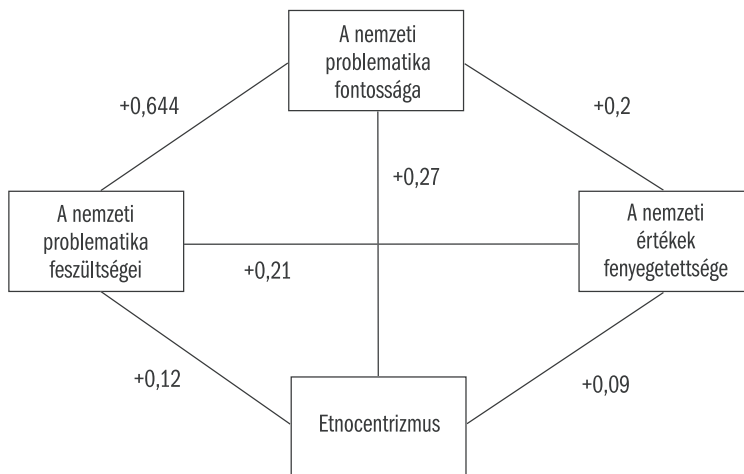 A nemzeti
problematika
fontossága
+0,644
+0,2
+0,27
A nemzeti
problematika
feszültségei
A nemzeti
értékek
fenyegetettsége
+0,21
+0,12
+0,09
Etnocentrizmus